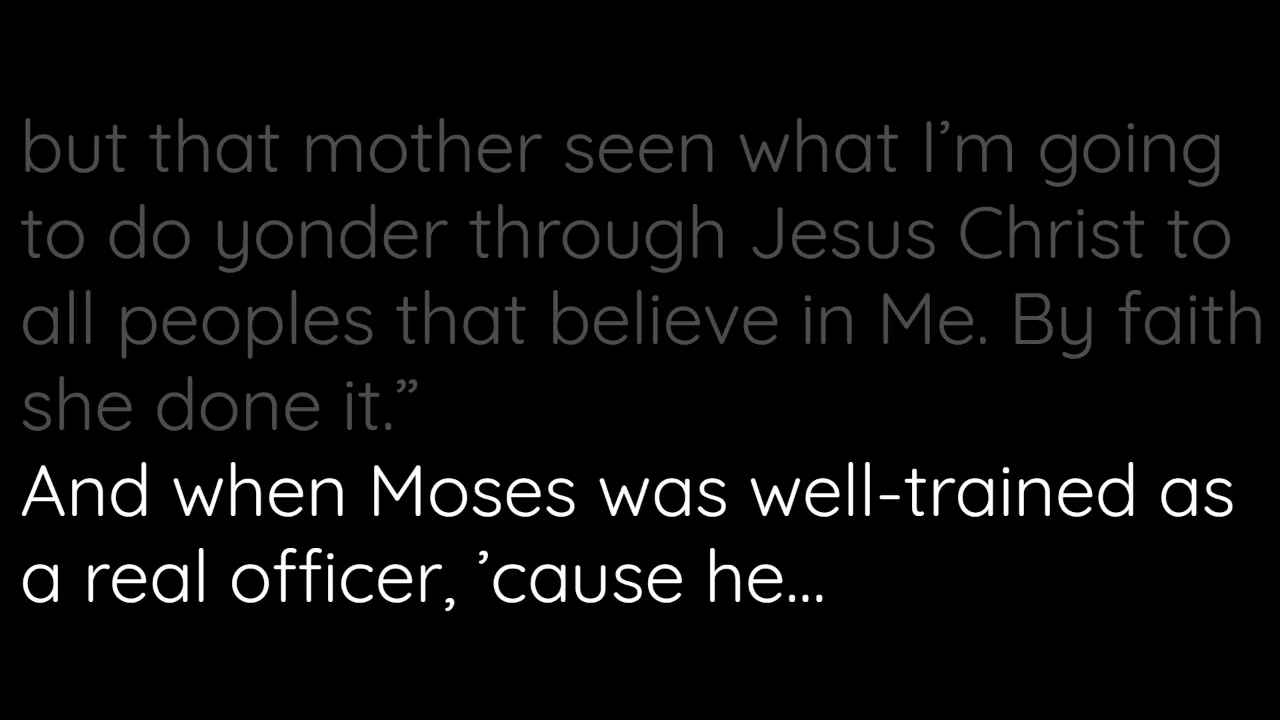 but that mother seen what I’m going
to do yonder through Jesus Christ to
all peoples that believe in Me. By faith
she done it.”
And when Moses was well-trained as
a real officer, ’cause he...